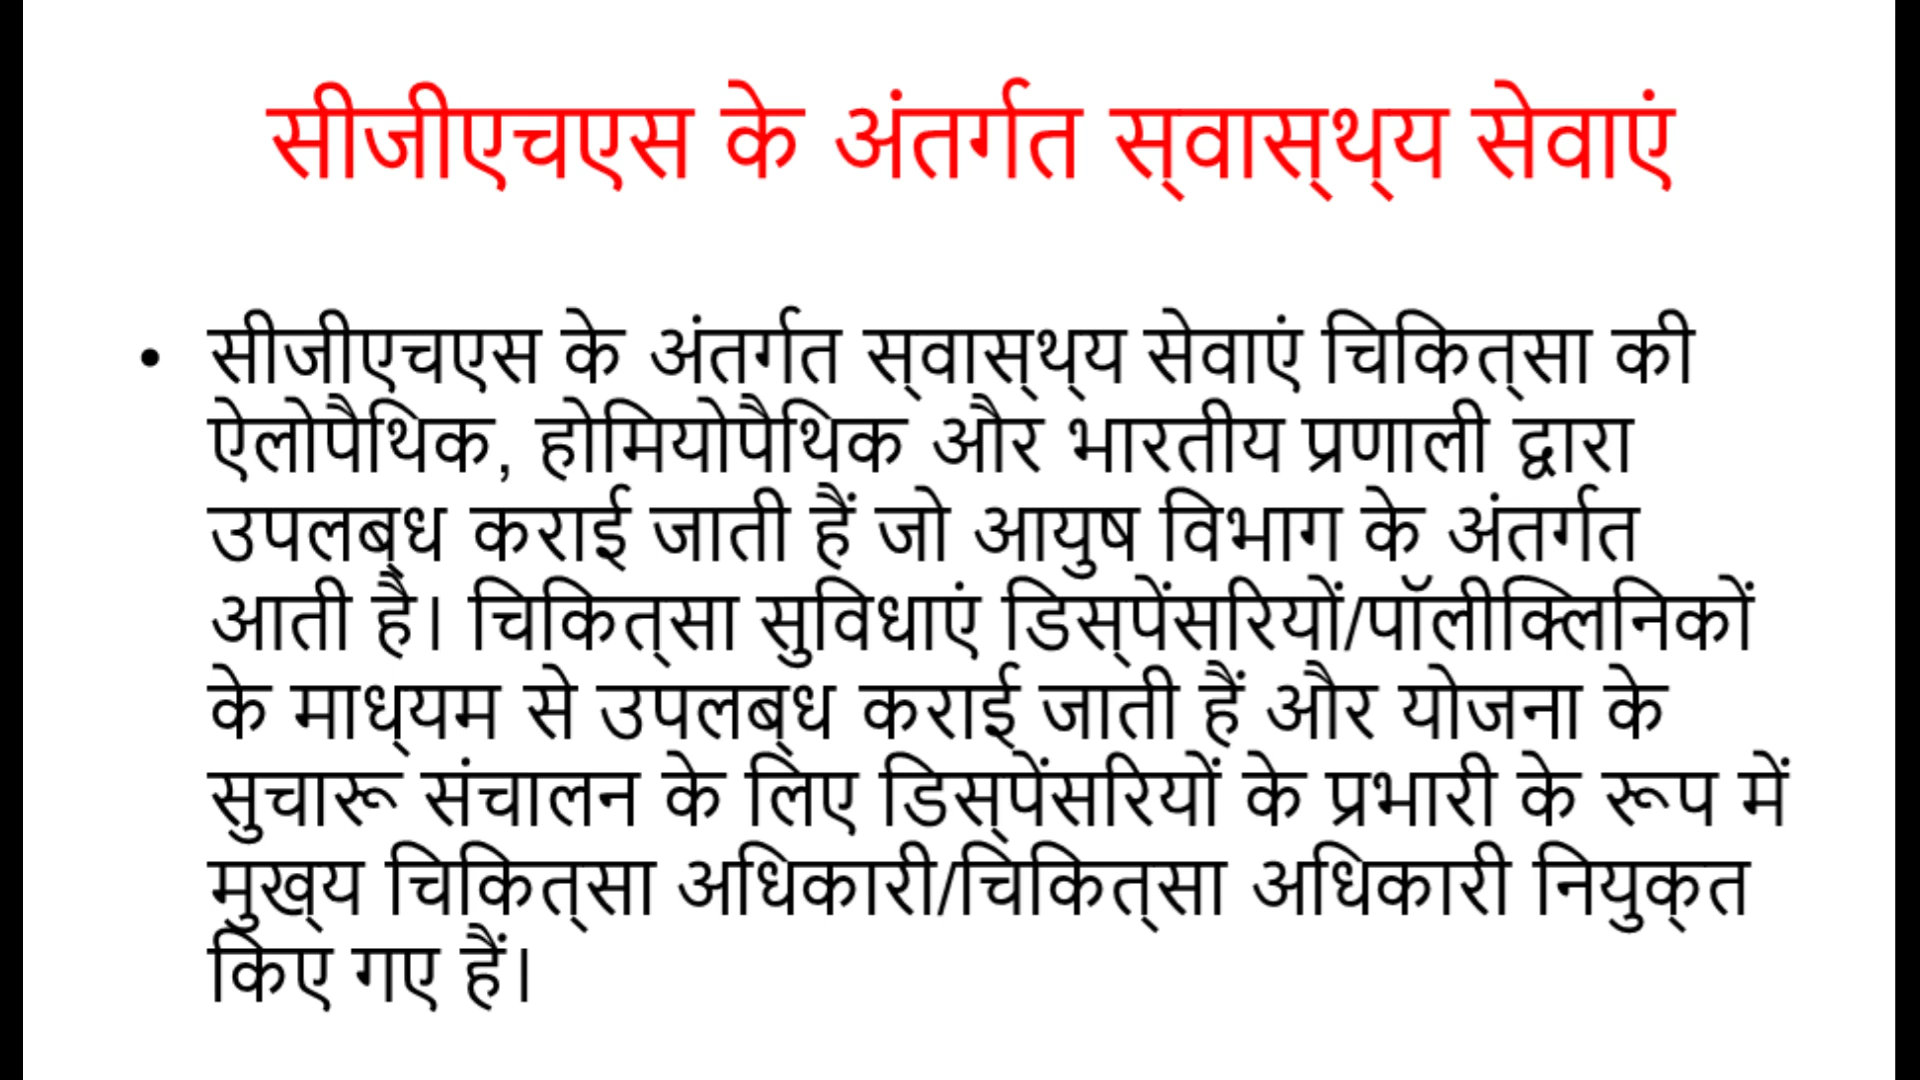 सीजीएचएस के अंतर्गत स्‌वास्‌थ्‌य सेवाएं
• सीजीएचएस के अंतर्गत स्‌वास्‌थ्‌य सेवाएं चिकित्‌सा की
ऐलोपैथिक, होमियोपैथिक और भारतीय प्रणाली द्वारा
उपलब्‌ध कराई जाती हैं जो आयुष विभाग के अंतर्गत
आती है। चिकित्‌सा सुविधाएं डिस्‌पेंसरियों/पॉलीक्लिनिकों
के माध्‌यम से उपलब्‌ध कराई जाती हैं और योजना के
सुचारू संचालन के लिए डिस्‌पेंसरियों के प्रभारी के रूप में
मुख्‌य चिकित्‌सा अधिकारी/चिकित्‌सा अधिकारी नियुक्‌त
किए गए हैं।